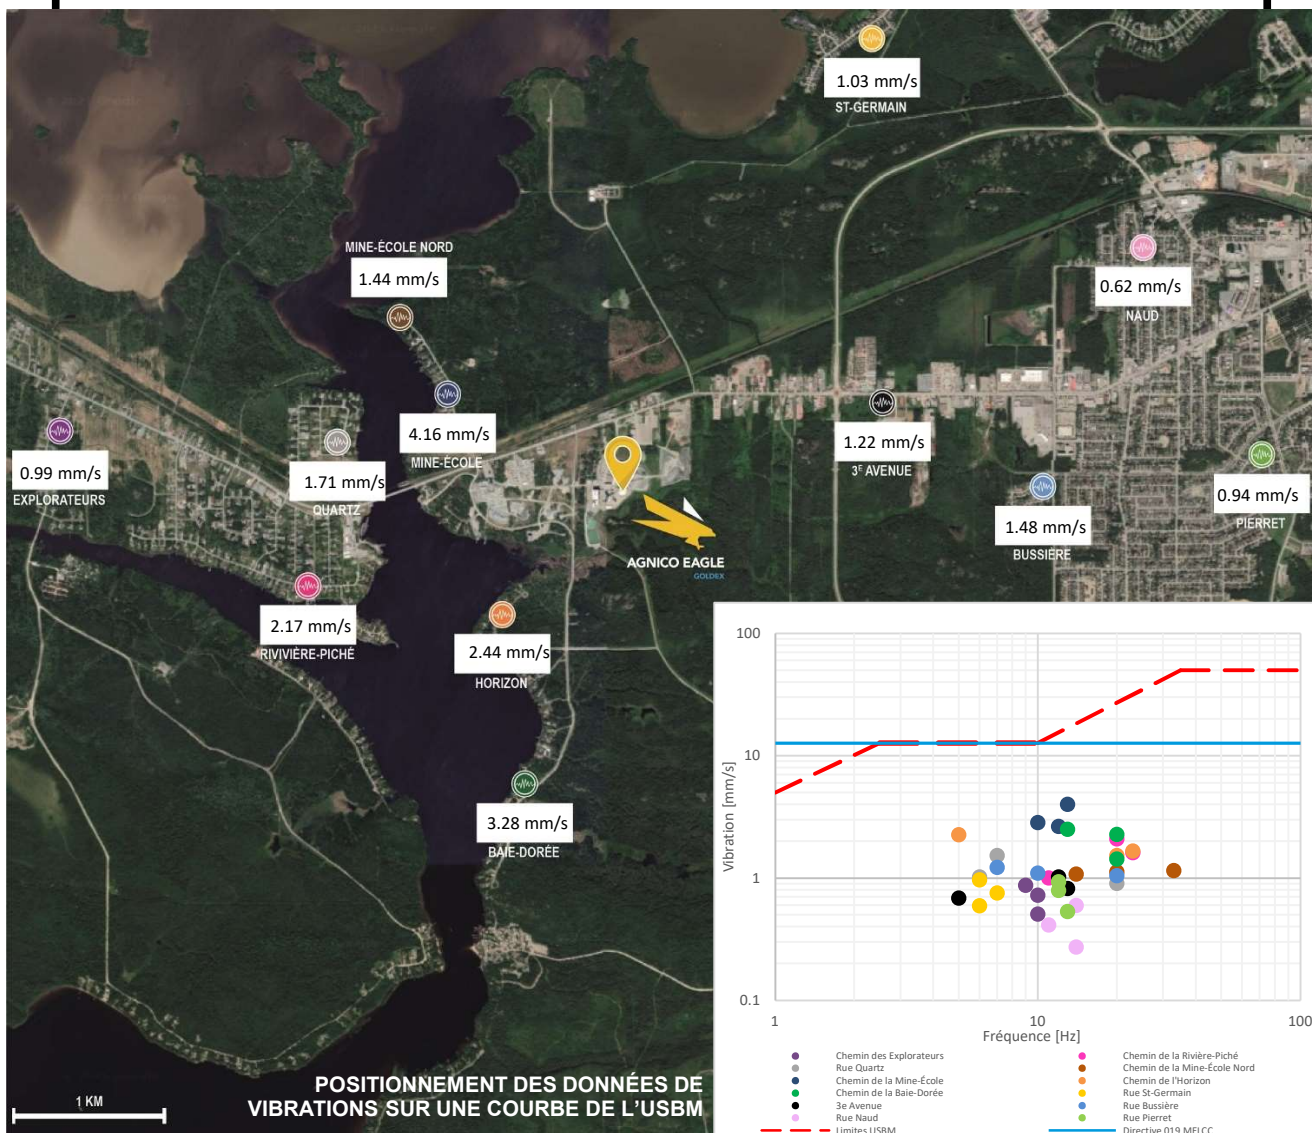 1.03 mm/s
ST-GERMAIN
MINE-ÉCOLE NORD
1.44 mm/s
0.62 mm/s
NAUD
4.16 mm/s
MINE-ÉCOLE
0.99 mm/s
EXPLORATEURS
1.71 mm/s
QUARTZ
1.22 mm/s
3E AVENUE
0.94 mm/s
PIERRET
1.48 mm/s
BUSSIÈRE
AGNICO EAGLE
GOLDEX
2.17 mm/s
RIVIVIÈRE-PICHÉ
2.44 mm/s
HORIZON
3.28 mm/s
BAIE-DORÉE
100
10
1
0.1
Vibration [mm/s]
1
10
100
Fréquence [Hz]
Chemin des Explorateurs
Chemin de la Rivière-Piché
Rue Quartz
Chemin de la Mine-École Nord
Chemin de la Mine-École
Chemin de l'Horizon
Chemin de la Baie-Dorée
Rue St-Germain
3e Avenue
Rue Bussière
Rue Naud
Rue Pierret
Limites USBM
Directive 019 MELCC
POSITIONNEMENT DES DONNÉES DE
VIBRATIONS SUR UNE COURBE DE L'USBM
1 KM